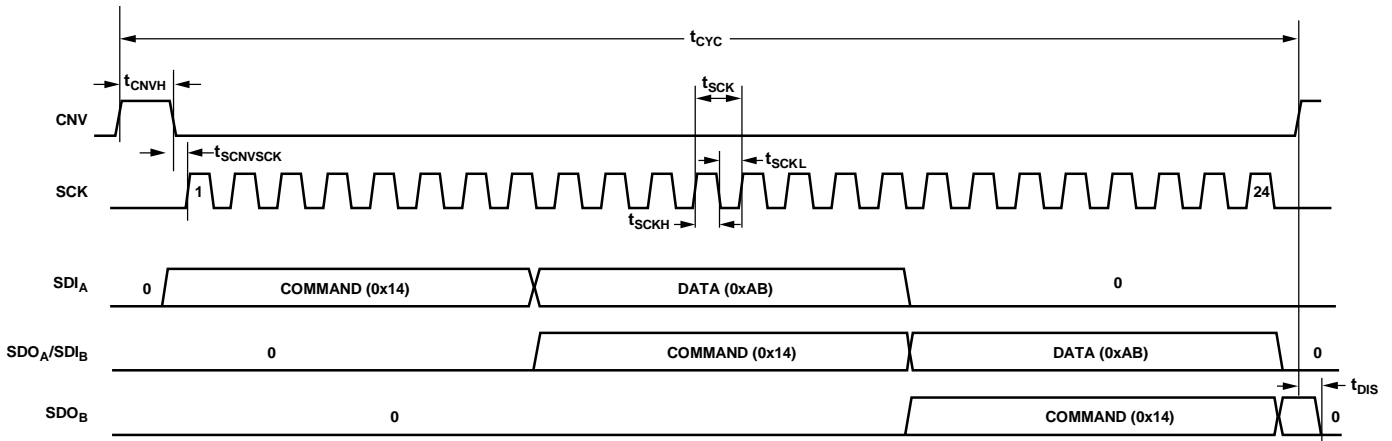 tCYC
tCNVH
tSCK
CNV
tSCNVSCK
tSCKL
SCK
1
24
tSCKH
SDIA
0
COMMAND (0x14)
DATA (0xAB)
0
SDOA/SDIB
0
COMMAND (0x14)
DATA (0xAB)
0
tDIS
SDOB
0
COMMAND (0x14)
0